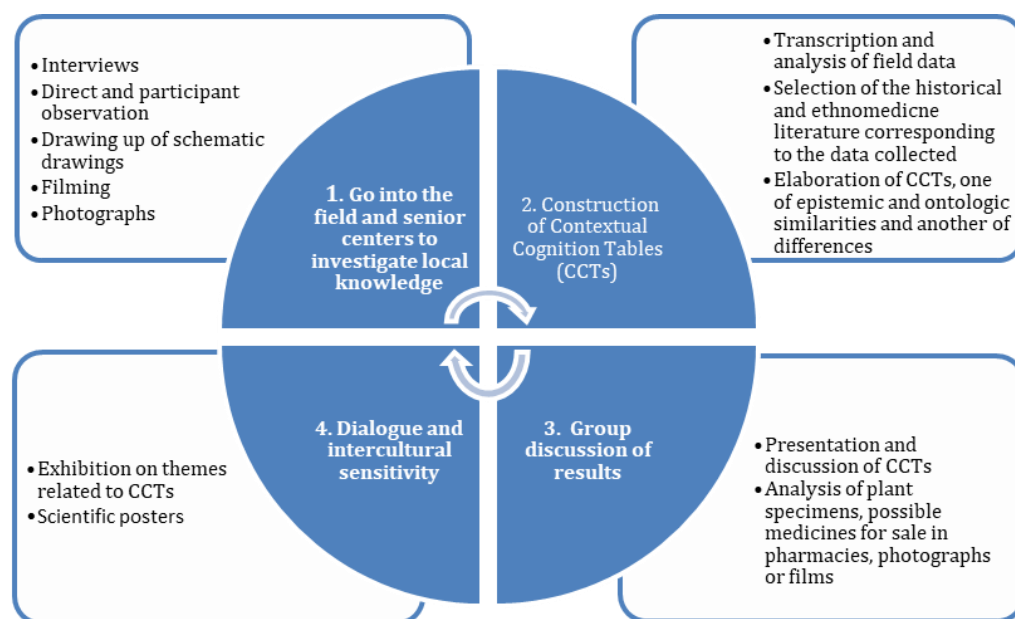 • Interviews
• Direct and participant
observation
• Drawing up of schematic
drawings
• Filming
• Photographs
1. Go into the
field and senior
centers to
investigate local
knowledge
2. Construction
of Contextual
Cognition Tables
(CCTs)
• Transcription and
analysis of field data
• Selection of the historical
and ethnomedicne
literature corresponding
to the data collected
• Elaboration of CCTs, one
of epistemic and ontologic
similarities and another of
differences
3. Group
discussion of
results
• Presentation and
discussion of CCTs
• Analysis of plant
specimens, possible
medicines for sale in
pharmacies, photographs
or films
4. Dialogue and
intercultural
sensitivity
• Exhibition on themes
related to CCTs
• Scientific posters